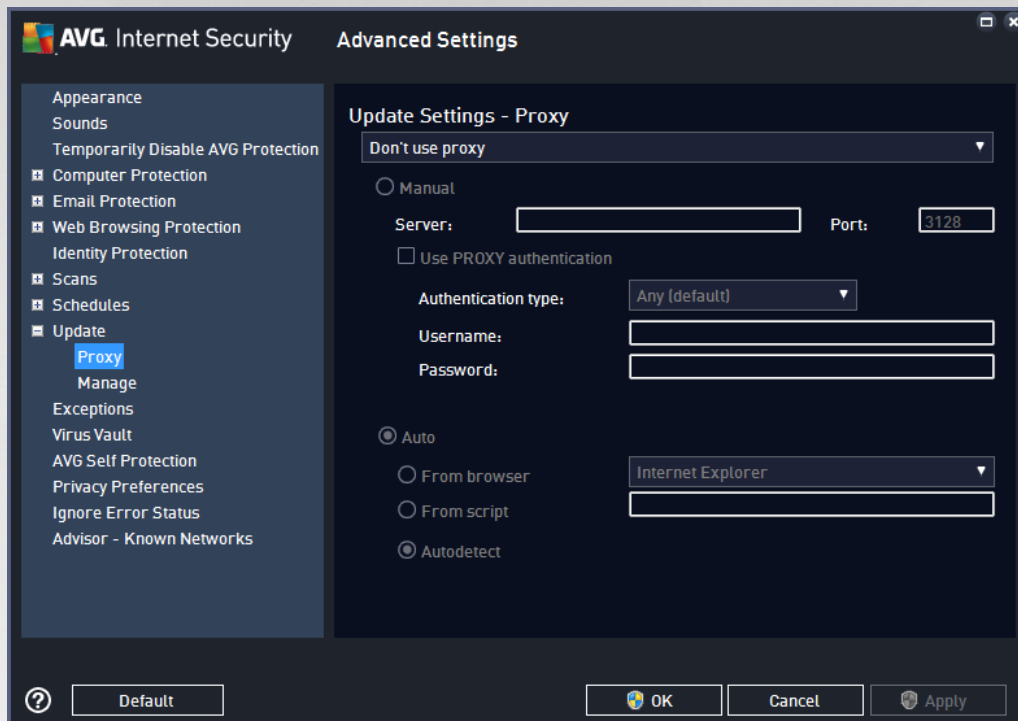 AVG. Internet Security
Advanced Settings
Appearance
Sounds
Temporarily Disable AVG Protection
Computer Protection
Email Protection
Web Browsing Protection
Identity Protection
Scans
Schedules
Update
Proxy
Manage
Exceptions
Virus Vault
AVG Self Protection
Privacy Preferences
Ignore Error Status
Advisor - Known Networks
Update Settings - Proxy
Don't use proxy
Manual
Server: Port: 3128
Use PROXY authentication
Authentication type: Any (default)
Username:
Password:
Auto
From browser Internet Explorer
From script
Autodetect
? Default OK Cancel Apply